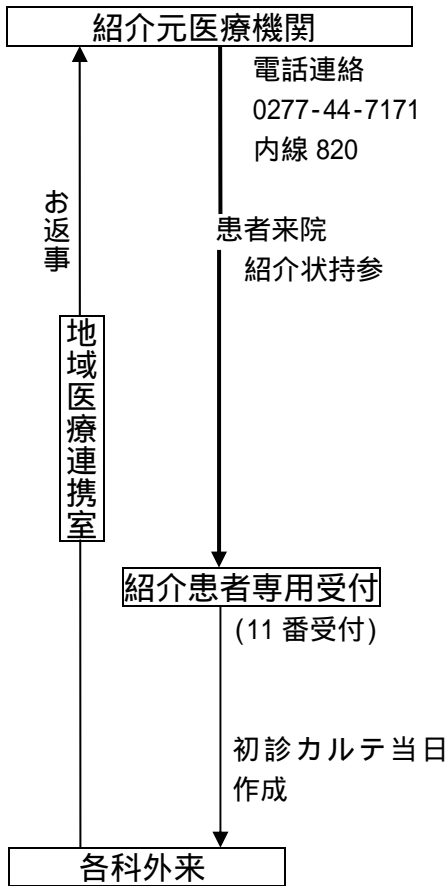 紹介元医療機関
電話連絡
0277-44-7171
内線 820
お返事
患者来院
紹介状持参
地域医療連携室
紹介患者専用受付
(11 番受付)
初診カルテ当日
作成
各科外来